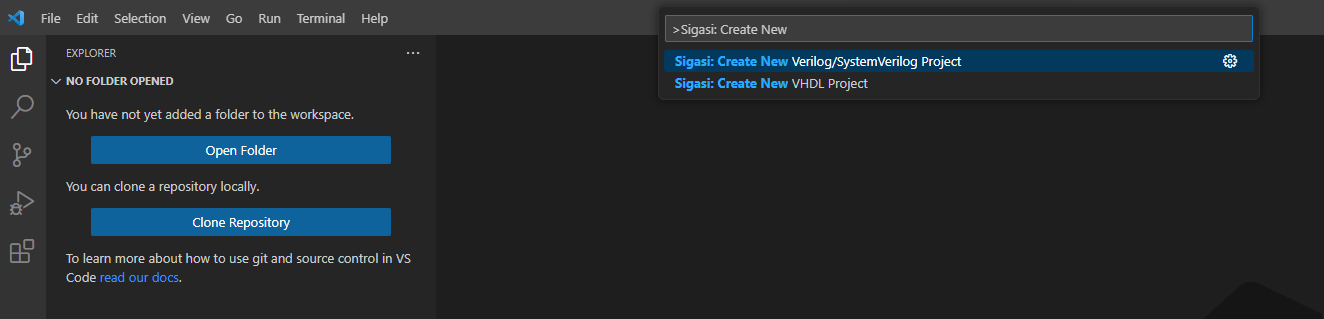 File Edit Selection View Go Run Terminal Help
>Sigasi: Create New
Sigasi: Create New Verilog/SystemVerilog Project
Sigasi: Create New VHDL Project
EXPLORER
NO FOLDER OPENED
You have not yet added a folder to the workspace.
Open Folder
You can clone a repository locally.
Clone Repository
To learn more about how to use git and source control in VS
Code read our docs.